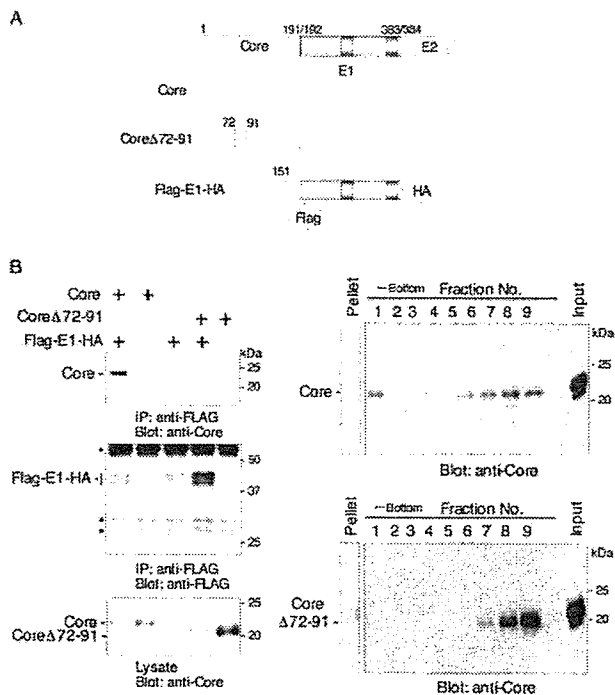 A
1
191/192
383/384
Core
E2
E1
Core
72 91
CoreΔ72-91
151
Flag-E1-HA
HA
Flag
B
Core + +
CoreΔ72-91 + +
Flag-E1-HA + + +
kDa
Core
25
20
IP: anti-FLAG
Blot: anti-Core
50
Flag-E1-HA
37
25
IP: anti-FLAG
Blot: anti-FLAG
Core
25
CoreΔ72-91
20
Lysate
Blot: anti-Core
Pellet
Bottom Fraction No.
Input
1 2 3 4 5 6 7 8 9
kDa
25
Core
20
Blot: anti-Core
Pellet
Bottom Fraction No.
Input
1 2 3 4 5 6 7 8 9
kDa
25
Core
Δ72-91
20
Blot: anti-Core